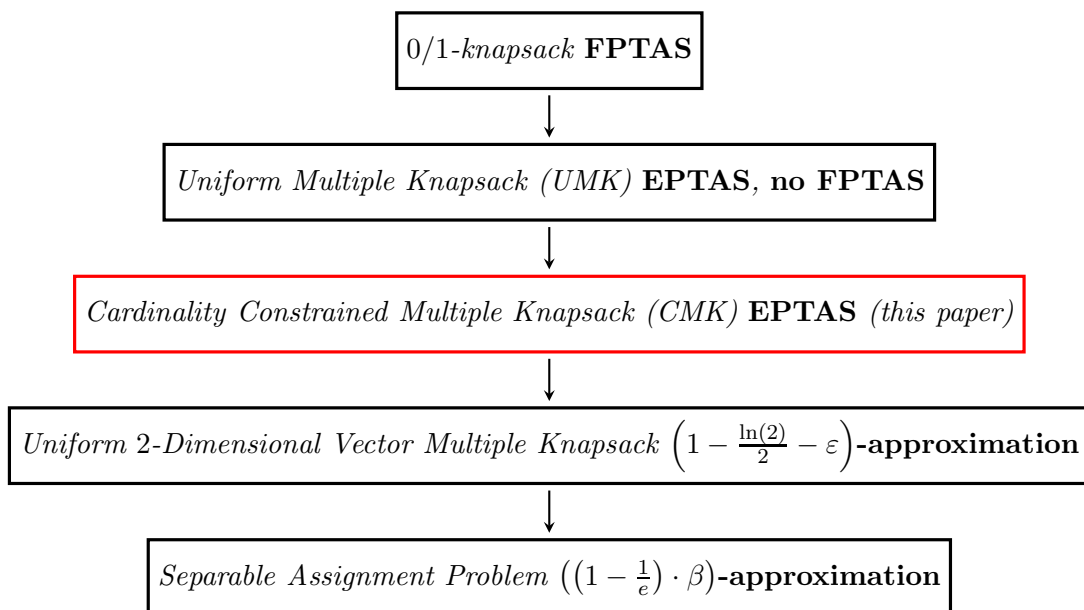 0/1-knapsack FPTAS
Uniform Multiple Knapsack (UMK) EPTAS, no FPTAS
Cardinality Constrained Multiple Knapsack (CMK) EPTAS (this paper)
Uniform 2-Dimensional Vector Multiple Knapsack (1 − ln(2)/2 − ε)-approximation
Separable Assignment Problem ((1 − 1/e) · β)-approximation